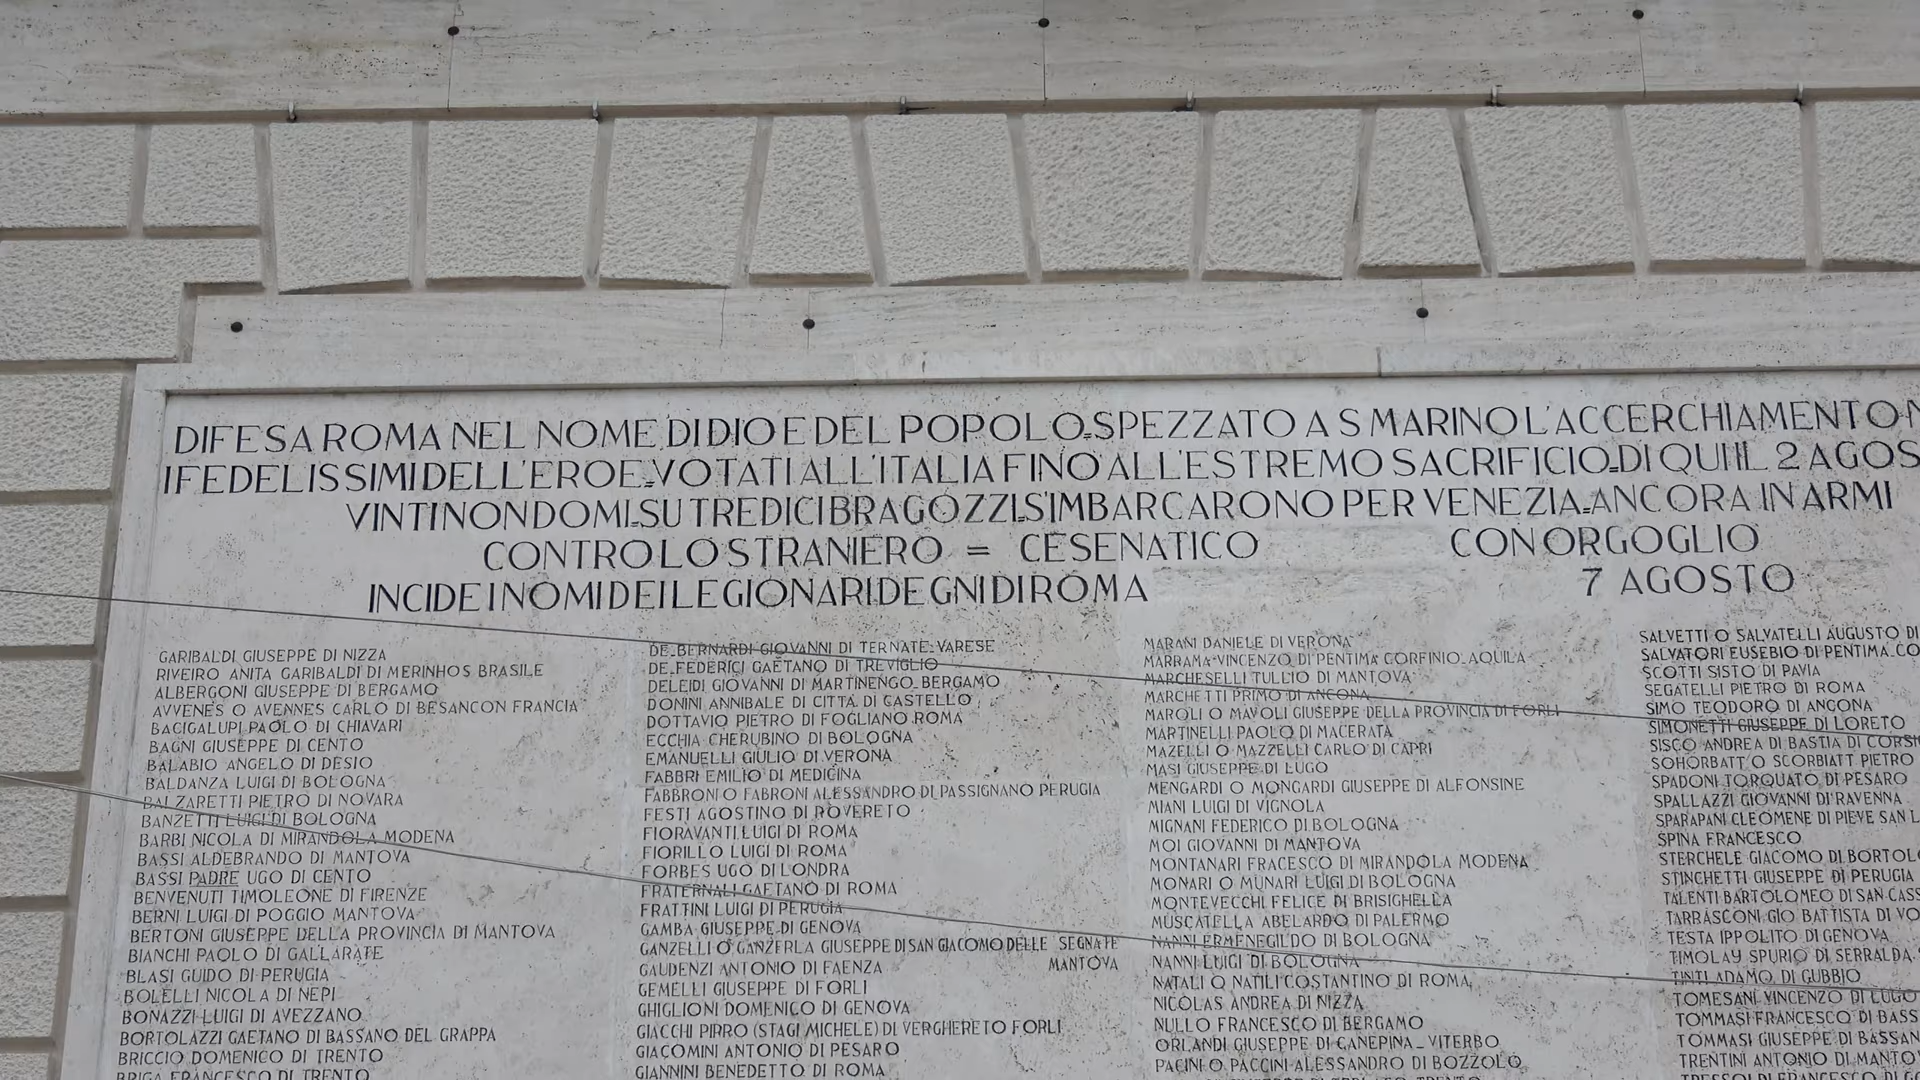 DIFESA ROMA NEL NOME DI DIO E DEL POPOLO=SPEZZATO A S MARINO L'ACCERCHIAMENTO
I FEDELISSIMI DELL'EROE=VOTATI ALL'ITALIA FINO ALL'ESTREMO SACRIFICIO=DI QUI IL 2 AGOS
VINTI NON DOMI=SU TREDICI BRAGOZZI=S'IMBARCARONO PER VENEZIA=ANCORA IN ARMI
CONTRO LO STRANIERO = CESENATICO CON ORGOGLIO
INCIDE I NOMI DEI LEGIONARI DEGNI DI ROMA 7 AGOSTO
GARIBALDI GIUSEPPE DI NIZZA
RIVEIRO ANITA GARIBALDI DI MERINHOS BRASILE
ALBERGONI GIUSEPPE DI BERGAMO
AVVENES O AVENNES CARLO DI BESANCON FRANCIA
BACIGALUPI PAOLO DI CHIAVARI
BAGNI GIUSEPPE DI CENTO
BALABIO ANGELO DI DESIO
BALDANZA LUIGI DI BOLOGNA
BALZARETTI PIETRO DI NOVARA
BANZETTI LUIGI DI BOLOGNA
BARBI NICOLA DI MIRANDOLA MODENA
BASSI ALDEBRANDO DI MANTOVA
BASSI PADRE UGO DI CENTO
BENVENUTI TIMOLEONE DI FIRENZE
BERNI LUIGI DI POGGIO MANTOVA
BERTONI GIUSEPPE DELLA PROVINCIA DI MANTOVA
BIANCHI PAOLO DI GALLARATE
BLASI GUIDO DI PERUGIA
BOLELLI NICOLA DI NEPI
BONAZZI LUIGI DI AVEZZANO
BORTOLAZZI GAETANO DI BASSANO DEL GRAPPA
BRICCIO DOMENICO DI TRENTO
BRIGA FRANCESCO DI TRENTO
DE BERNARDI GIOVANNI DI TERNATE-VARESE
DE FEDERICI GAETANO DI TREVIGLIO
DELEIDI GIOVANNI DI MARTINENGO BERGAMO
DONINI ANNIBALE DI CITTA DI CASTELLO
DOTTAVIO PIETRO DI FOGLIANO ROMA
ECCHIA CHERUBINO DI BOLOGNA
EMANUELLI GIULIO DI VERONA
FABBRI EMILIO DI MEDICINA
FABBRONI O FABRONI ALESSANDRO DI PASSIGNANO PERUGIA
FESTI AGOSTINO DI ROVERETO
FIORAVANTI LUIGI DI ROMA
FIORILLO LUIGI DI ROMA
FORBES UGO DI LONDRA
FRATERNALI GAETANO DI ROMA
FRATTINI LUIGI DI PERUGIA
GAMBA GIUSEPPE DI GENOVA
GANZELLI O GANZERLA GIUSEPPE DI SAN GIACOMO DELLE SEGNATE
MANTOVA
GAUDENZI ANTONIO DI FAENZA
GEMELLI GIUSEPPE DI FORLI
GHIGLIONI DOMENICO DI GENOVA
GIACCHI PIRRO (STAGI MICHELE) DI VERGHERETO FORLI
GIACOMINI ANTONIO DI PESARO
GIANNINI BENEDETTO DI ROMA
MARANI DANIELE DI VERONA
MARRAMA VINCENZO DI PENTIMA CORFINIO-AQUILA
MARCHESELLI TULLIO DI MANTOVA
MARCHETTI PRIMO DI ANCONA
MAROLI O MAVOLI GIUSEPPE DELLA PROVINCIA DI FORLI
MARTINELLI PAOLO DI MACERATA
MAZELLI O MAZZELLI CARLO DI CAPRI
MASI GIUSEPPE DI LUGO
MENGARDI O MONGARDI GIUSEPPE DI ALFONSINE
MIANI LUIGI DI VIGNOLA
MIGNANI FEDERICO DI BOLOGNA
MOI GIOVANNI DI MANTOVA
MONTANARI FRACESCO DI MIRANDOLA MODENA
MONARI O MUNARI LUIGI DI BOLOGNA
MONTEVECCHI FELICE DI BRISIGHELLA
MUSCATELLA ABELARDO DI PALERMO
NANNI ERMENEGILDO DI BOLOGNA
NANNI LUIGI DI BOLOGNA
NATALI O NATILI COSTANTINO DI ROMA
NICOLAS ANDREA DI NIZZA
NULLO FRANCESCO DI BERGAMO
ORLANDI GIUSEPPE DI CANEPINA - VITERBO
PACINI O PACCINI ALESSANDRO DI BOZZOLO
SALVETTI O SALVATELLI AUGUSTO DI
SALVATORI EUSEBIO DI PENTIMA CO
SCOTTI SISTO DI PAVIA
SEGATELLI PIETRO DI ROMA
SIMO TEODORO DI ANCONA
SIMONETTI GIUSEPPE DI LORETO
SISCO ANDREA DI BASTIA DI CORSI
SOHORBATT O SCORBIATT PIETRO
SPADONI TORQUATO DI PESARO
SPALLAZZI GIOVANNI DI RAVENNA
SPARAPANI CLEOMENE DI PIEVE SAN L
SPINA FRANCESCO
STERCHELE GIACOMO DI BORTOLO
STINCHETTI GIUSEPPE DI PERUGIA
TALENTI BARTOLOMEO DI SAN CASS
TARRASCONI GIO BATTISTA DI VO
TESTA IPPOLITO DI GENOVA
TIMOLAY SPURIO DI SERRALDA
TINTI ADAMO DI GUBBIO
TOMESANI VINCENZO DI LUGO
TOMMASI FRANCESCO DI BASS
TOMMASI GIUSEPPE DI BASSAN
TRENTINI ANTONIO DI MANTOV